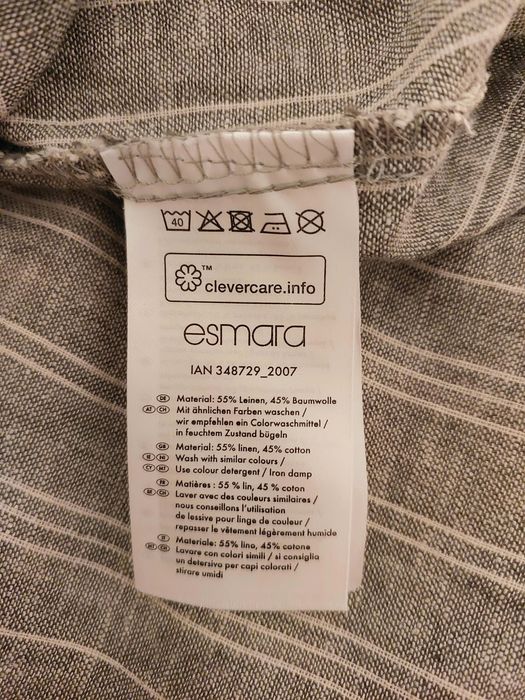 40
™ clevercare.info
esmara
IAN 348729_2007
DE Material: 55% Leinen, 45% Baumwolle
AT CH Mit ähnlichen Farben waschen /
wir empfehlen ein Colorwaschmittel /
in feuchtem Zustand bügeln
Material: 55% linen, 45% cotton
IE Wash with similar colours /
CY Use colour detergent / Iron damp
FR Matières : 55 % lin, 45 % coton
BE CH Laver avec des couleurs similaires /
nous conseillons l'utilisation
de lessive pour linge de couleur /
repasser le vêtement légèrement humide
IT Materiale: 55% lino, 45% cotone
CH Lavare con colori simili / si consiglia
un detersivo per capi colorati /
stirare umidi